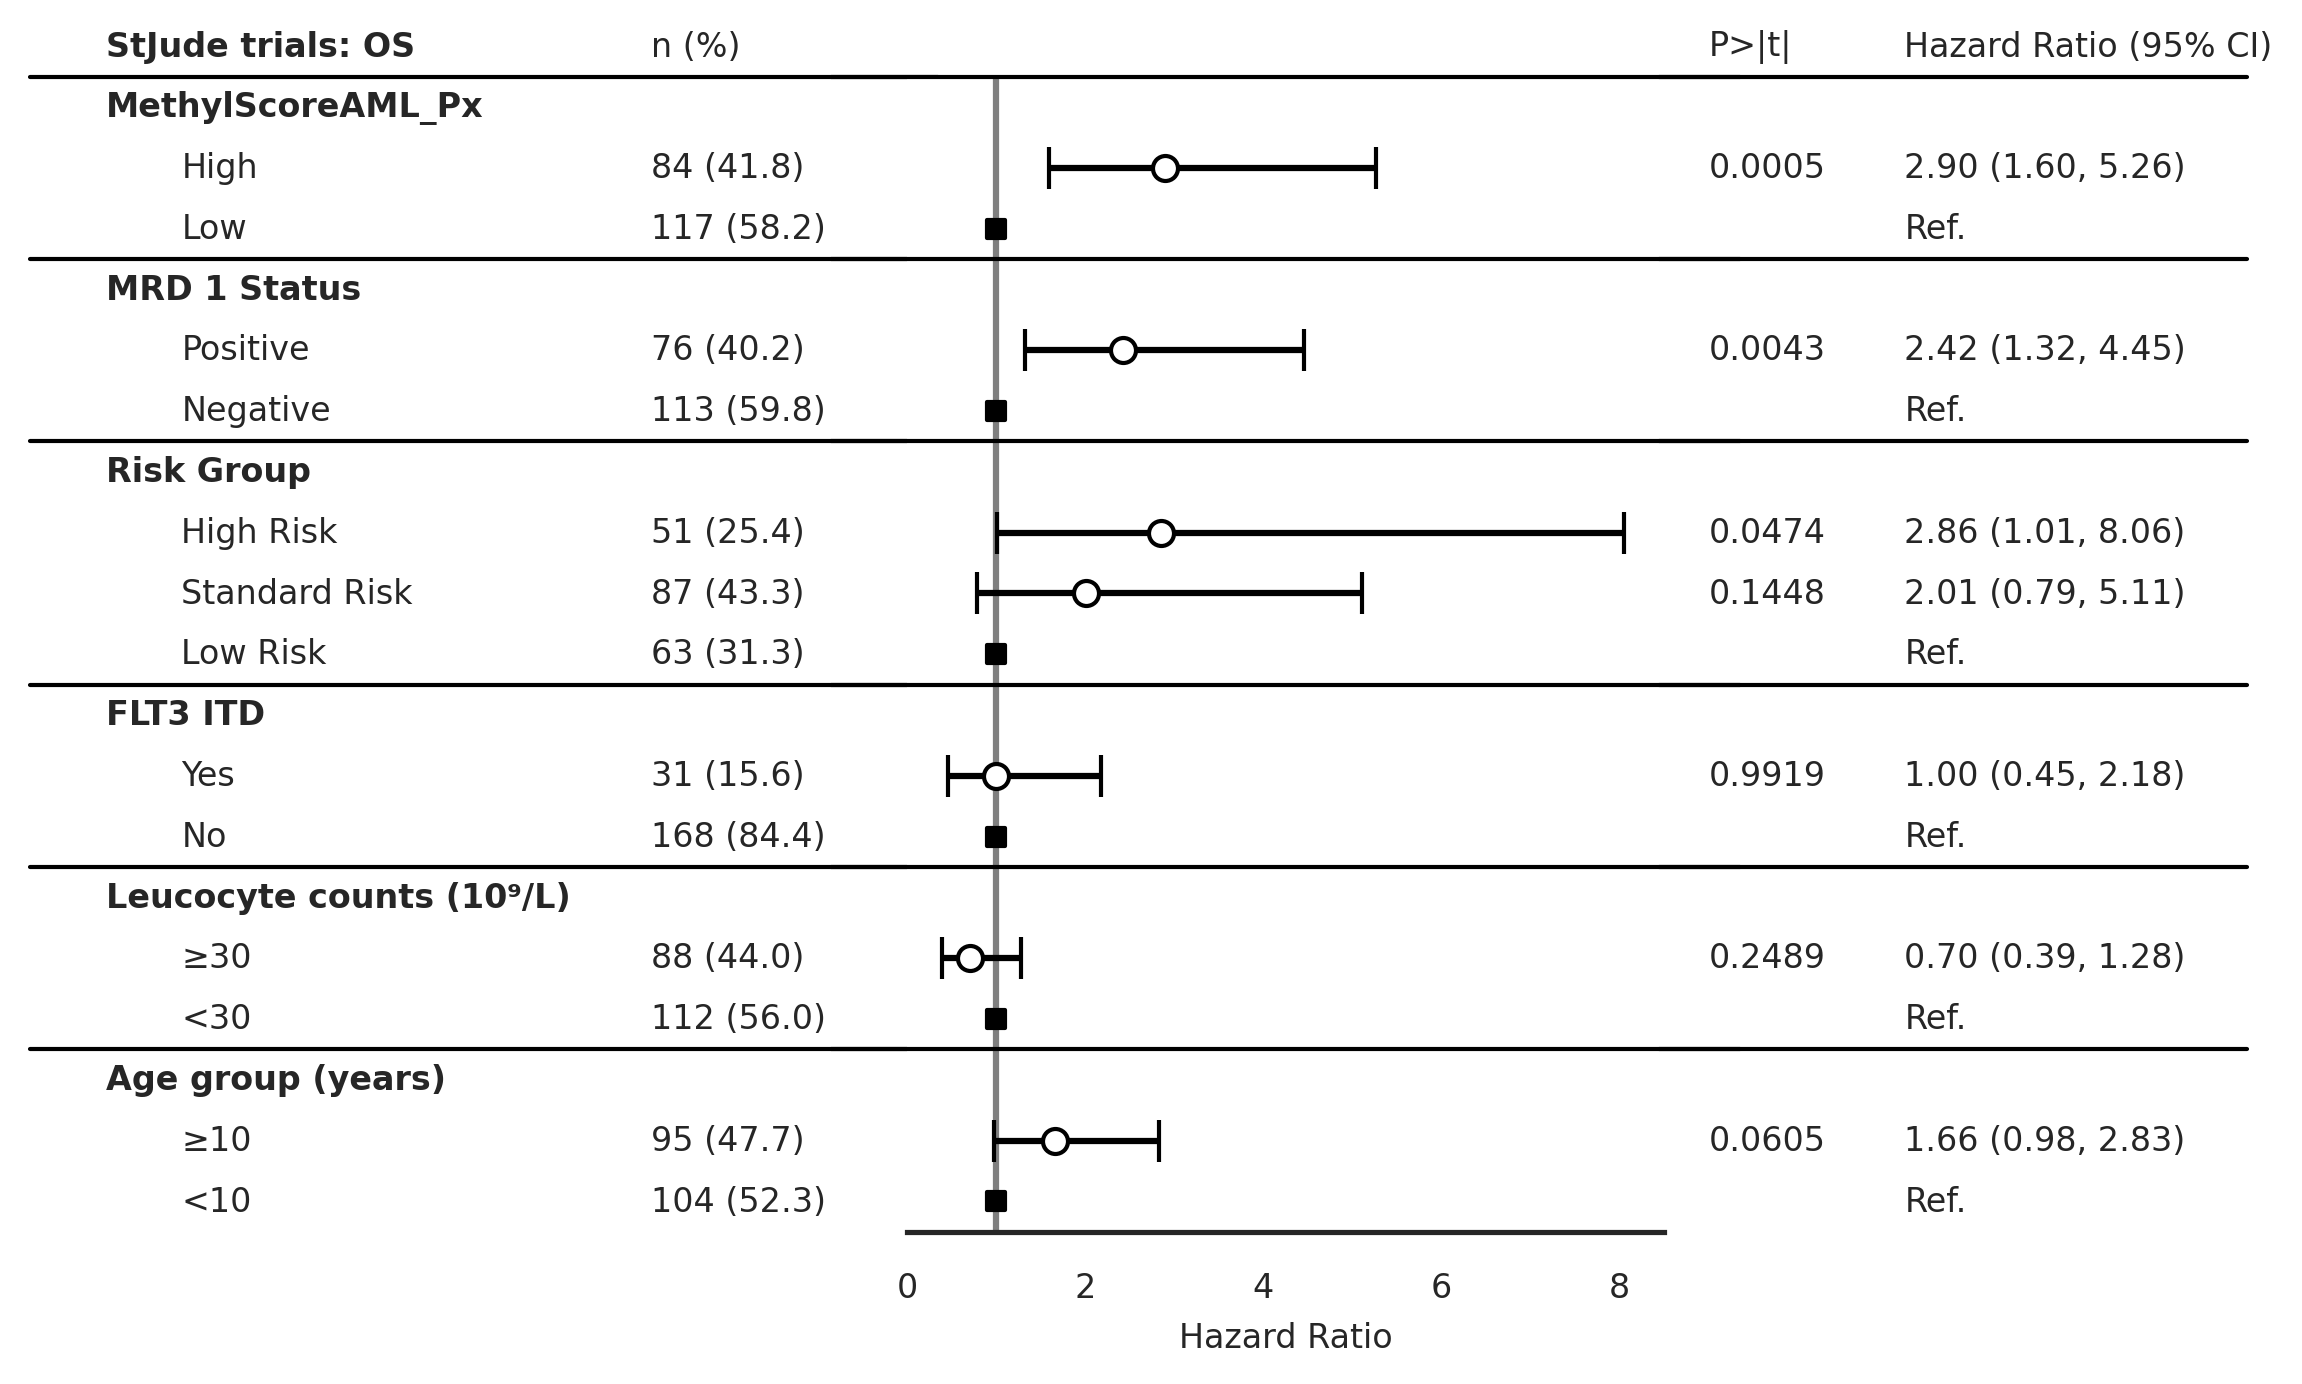 StJude trials: OS n (%) P>|t| Hazard Ratio (95% CI)
MethylScoreAML_Px
High 84 (41.8) 0.0005 2.90 (1.60, 5.26)
Low 117 (58.2) Ref.
MRD 1 Status
Positive 76 (40.2) 0.0043 2.42 (1.32, 4.45)
Negative 113 (59.8) Ref.
Risk Group
High Risk 51 (25.4) 0.0474 2.86 (1.01, 8.06)
Standard Risk 87 (43.3) 0.1448 2.01 (0.79, 5.11)
Low Risk 63 (31.3) Ref.
FLT3 ITD
Yes 31 (15.6) 0.9919 1.00 (0.45, 2.18)
No 168 (84.4) Ref.
Leucocyte counts (10⁹/L)
≥30 88 (44.0) 0.2489 0.70 (0.39, 1.28)
<30 112 (56.0) Ref.
Age group (years)
≥10 95 (47.7) 0.0605 1.66 (0.98, 2.83)
<10 104 (52.3) Ref.
0 2 4 6 8
Hazard Ratio